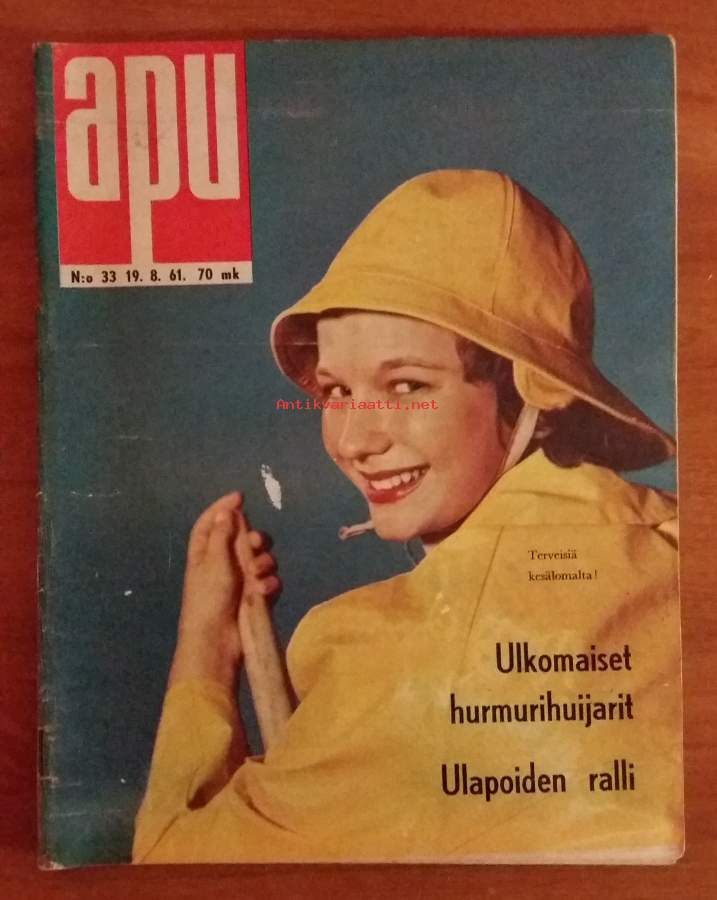 apu
N:o 33 19. 8. 61. 70 mk
Antikvariaatti.net
Terveisiä
kesälomalta!
Ulkomaiset
hurmurihuijarit
Ulapoiden ralli